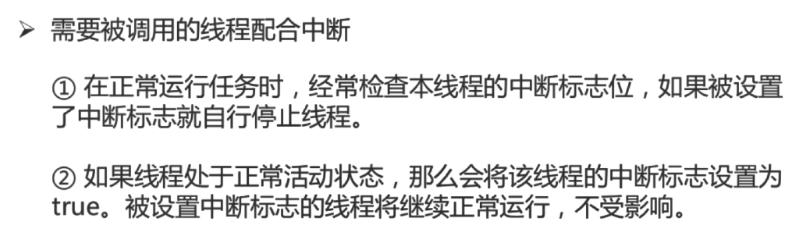 ➢ 需要被调用的线程配合中断
① 在正常运行任务时，经常检查本线程的中断标志位，如果被设置
了中断标志就自行停止线程。
② 如果线程处于正常活动状态，那么会将该线程的中断标志设置为
true。被设置中断标志的线程将继续正常运行，不受影响。